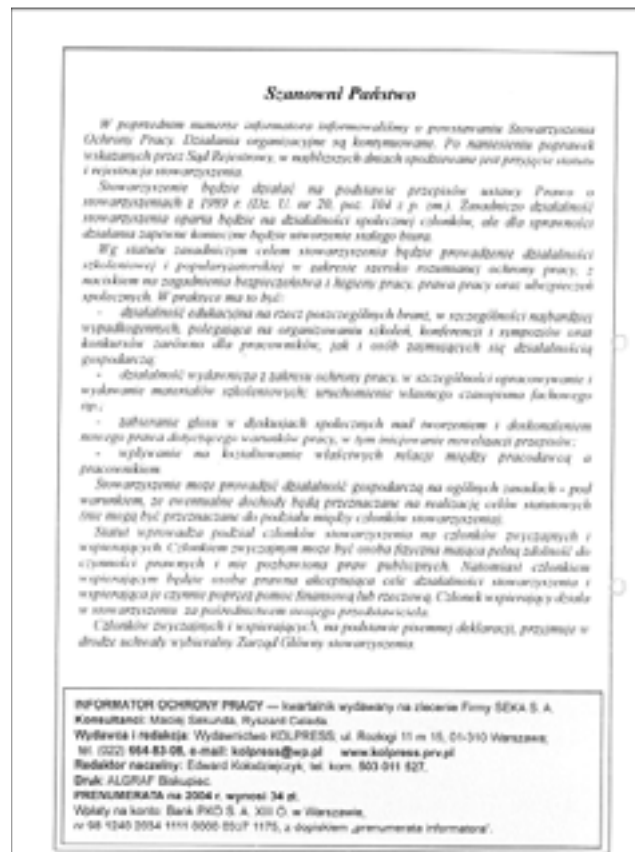 Szanowni Państwo
W poprzednim numerze informatora informowaliśmy o powstawaniu Stowarzyszenia
Ochrony Pracy. Działania organizacyjne są kontynuowane. Po naniesieniu poprawek
wskazanych przez Sąd Rejestrowy, w najbliższych dniach spodziewane jest przyjęcie statutu
i rejestracja stowarzyszenia.
Stowarzyszenie będzie działać na podstawie przepisów ustawy Prawo o
stowarzyszeniach z 1989 r. (Dz. U. nr 20, poz. 104 z p. zm.). Zasadniczo działalność
stowarzyszenia oparta będzie na działalności społecznej członków, ale dla sprawności
działania zapewne konieczne będzie utworzenie stałego biura.
Wg statutu zasadniczym celem stowarzyszenia będzie prowadzenie działalności
szkoleniowej i popularyzatorskiej w zakresie szeroko rozumianej ochrony pracy, z
naciskiem na zagadnienia bezpieczeństwa i higieny pracy, prawa pracy oraz ubezpieczeń
społecznych. W praktyce ma to być:
- działalność edukacyjna na rzecz poszczególnych branż, w szczególności najbardziej
wypadkogennych, polegająca na organizowaniu szkoleń, konferencji i sympozjów oraz
konkursów zarówno dla pracowników, jak i osób zajmujących się działalnością
gospodarczą;
- działalność wydawnicza z zakresu ochrony pracy, w szczególności opracowywanie i
wydawanie materiałów szkoleniowych; uruchomienie własnego czasopisma fachowego
itp.;
- zabieranie głosu w dyskusjach społecznych nad tworzeniem i doskonaleniem
nowego prawa dotyczącego warunków pracy, w tym inicjowanie nowelizacji przepisów;
- wpływanie na kształtowanie właściwych relacji między pracodawcą a
pracownikiem.
Stowarzyszenie może prowadzić działalność gospodarczą na ogólnych zasadach - pod
warunkiem, że ewentualne dochody będą przeznaczane na realizację celów statutowych
(nie mogą być przeznaczane do podziału między członków stowarzyszenia).
Statut wprowadza podział członków stowarzyszenia na członków zwyczajnych i
wspierających. Członkiem zwyczajnym może być osoba fizyczna mająca pełną zdolność do
czynności prawnych i nie pozbawiona praw publicznych. Natomiast członkiem
wspierającym będzie osoba prawna akceptująca cele działalności stowarzyszenia i
wspierająca je czynnie poprzez pomoc finansową lub rzeczową. Członek wspierający działa
w stowarzyszeniu za pośrednictwem swojego przedstawiciela.
Członków zwyczajnych i wspierających, na podstawie pisemnej deklaracji, przyjmuje w
drodze uchwały wybieralny Zarząd Główny stowarzyszenia.
INFORMATOR OCHRONY PRACY — kwartalnik wydawany na zlecenie Firmy SEKA S. A.
Konsultanci: Maciej Sekunda, Ryszard Celeda.
Wydawca i redakcja: Wydawnictwo KOLPRESS, ul. Rozłogi 11 m 15, 01-310 Warszawa;
tel. (022) 664-83-08, e-mail: kolpress@wp.pl www.kolpress.prv.pl
Redaktor naczelny: Edward Kołodziejczyk, tel. kom. 503 011 527.
Druk: ALGRAF Biskupiec.
PRENUMERATA na 2004 r. wynosi 34 zł.
Wpłaty na konto: Bank PKO S. A. XIII O. w Warszawie,
nr 98 1240 2034 1111 0000 1175, z dopiskiem „prenumerata informatora".